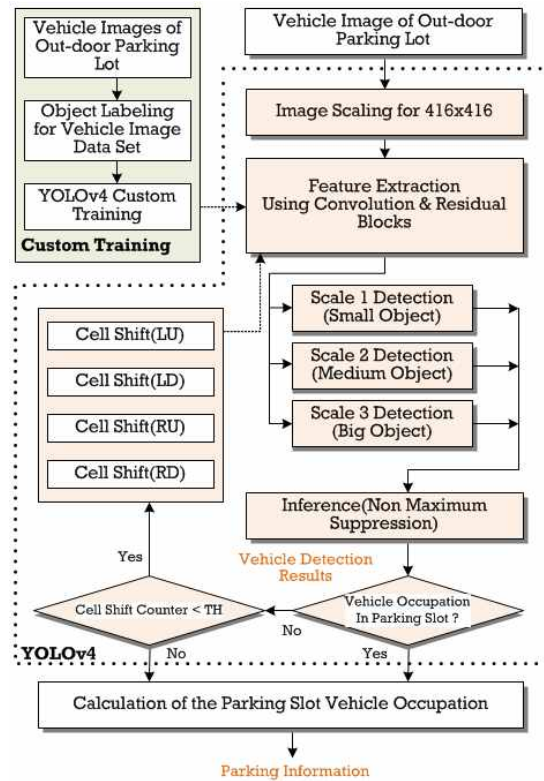 Vehicle Images of
Out-door Parking
Lot
Object Labeling
for Vehicle Image
Data Set
YOLOv4 Custom
Training
Custom Training
Vehicle Image of Out-door
Parking Lot
Image Scaling for 416x416
Feature Extraction
Using Convolution & Residual
Blocks
Scale 1 Detection
(Small Object)
Scale 2 Detection
(Medium Object)
Scale 3 Detection
(Big Object)
Cell Shift(LU)
Cell Shift(LD)
Cell Shift(RU)
Cell Shift(RD)
Inference(Non Maximum
Suppression)
Vehicle Detection
Results
Yes
Cell Shift Counter < TH
No
Vehicle Occupation
In Parking Slot ?
YOLOv4
No
Yes
Calculation of the Parking Slot Vehicle Occupation
Parking Information